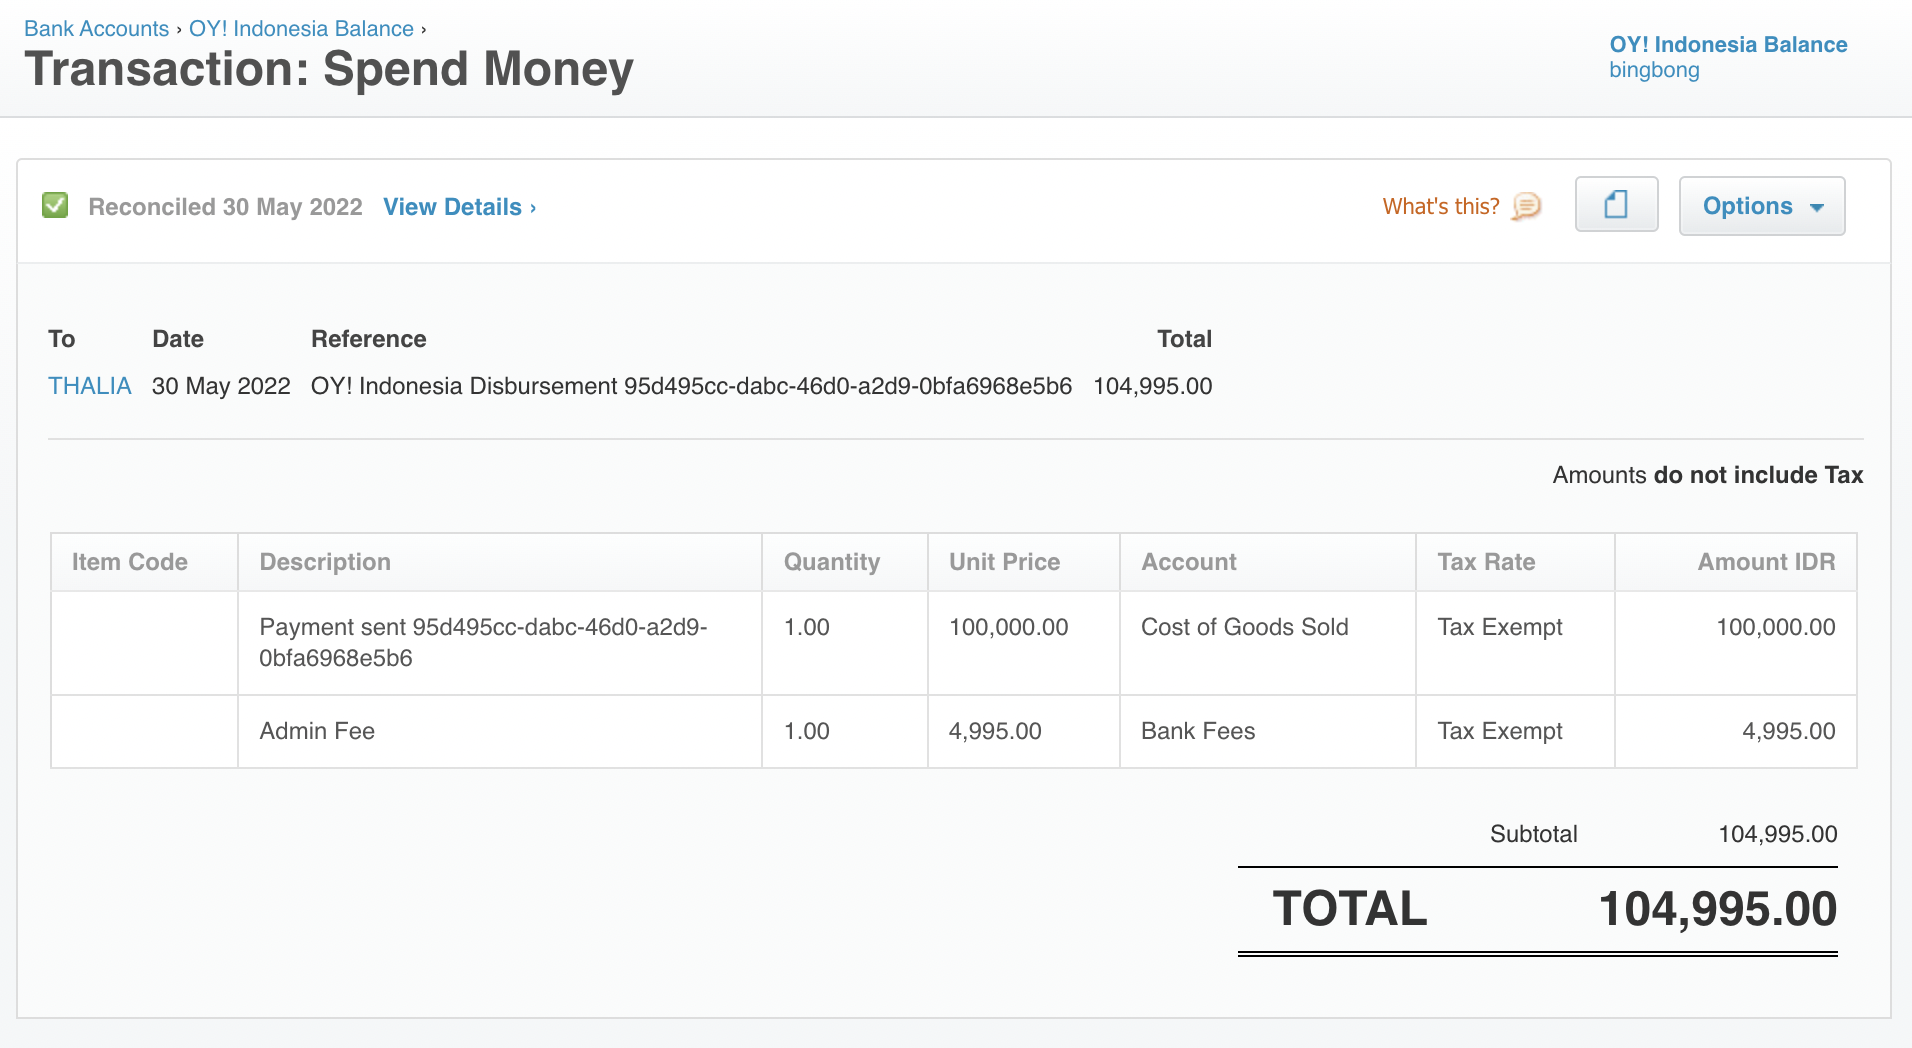 Bank Accounts › OY! Indonesia Balance ›
Transaction: Spend Money
OY! Indonesia Balance
bingbong
Reconciled 30 May 2022 View Details ›
What's this?
Options
To Date Reference Total
THALIA 30 May 2022 OY! Indonesia Disbursement 95d495cc-dabc-46d0-a2d9-0bfa6968e5b6 104,995.00
Amounts do not include Tax
Item Code Description Quantity Unit Price Account Tax Rate Amount IDR
Payment sent 95d495cc-dabc-46d0-a2d9- 1.00 100,000.00 Cost of Goods Sold Tax Exempt 100,000.00
0bfa6968e5b6
Admin Fee 1.00 4,995.00 Bank Fees Tax Exempt 4,995.00
Subtotal 104,995.00
TOTAL 104,995.00